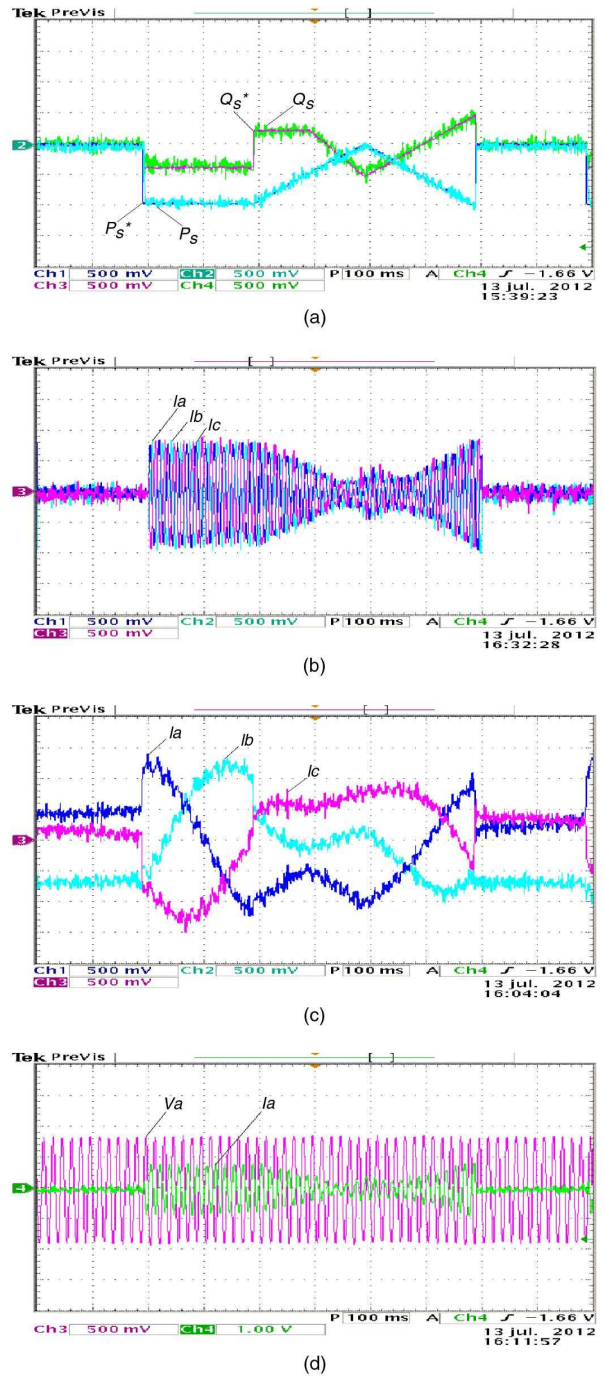 Tek PreVis
Qs* Qs
2
Ps* Ps
Ch1 500 mV Ch2 500 mV P 100 ms A Ch4 -1.66 V
Ch3 500 mV Ch4 500 mV 13 jul. 2012
15:39:23
(a)
Tek PreVis
Ia
Ib
Ic
3
Ch1 500 mV Ch2 500 mV P 100 ms A Ch4 -1.66 V
Ch3 500 mV 13 jul. 2012
16:32:28
(b)
Tek PreVis
Ia Ib
Ic
3
Ch1 500 mV Ch2 500 mV P 100 ms A Ch4 -1.66 V
Ch3 500 mV 13 jul. 2012
16:04:04
(c)
Tek PreVis
Va Ia
4
P 100 ms A Ch4 -1.66 V
Ch3 500 mV Ch4 1.00 V 13 jul. 2012
16:11:57
(d)